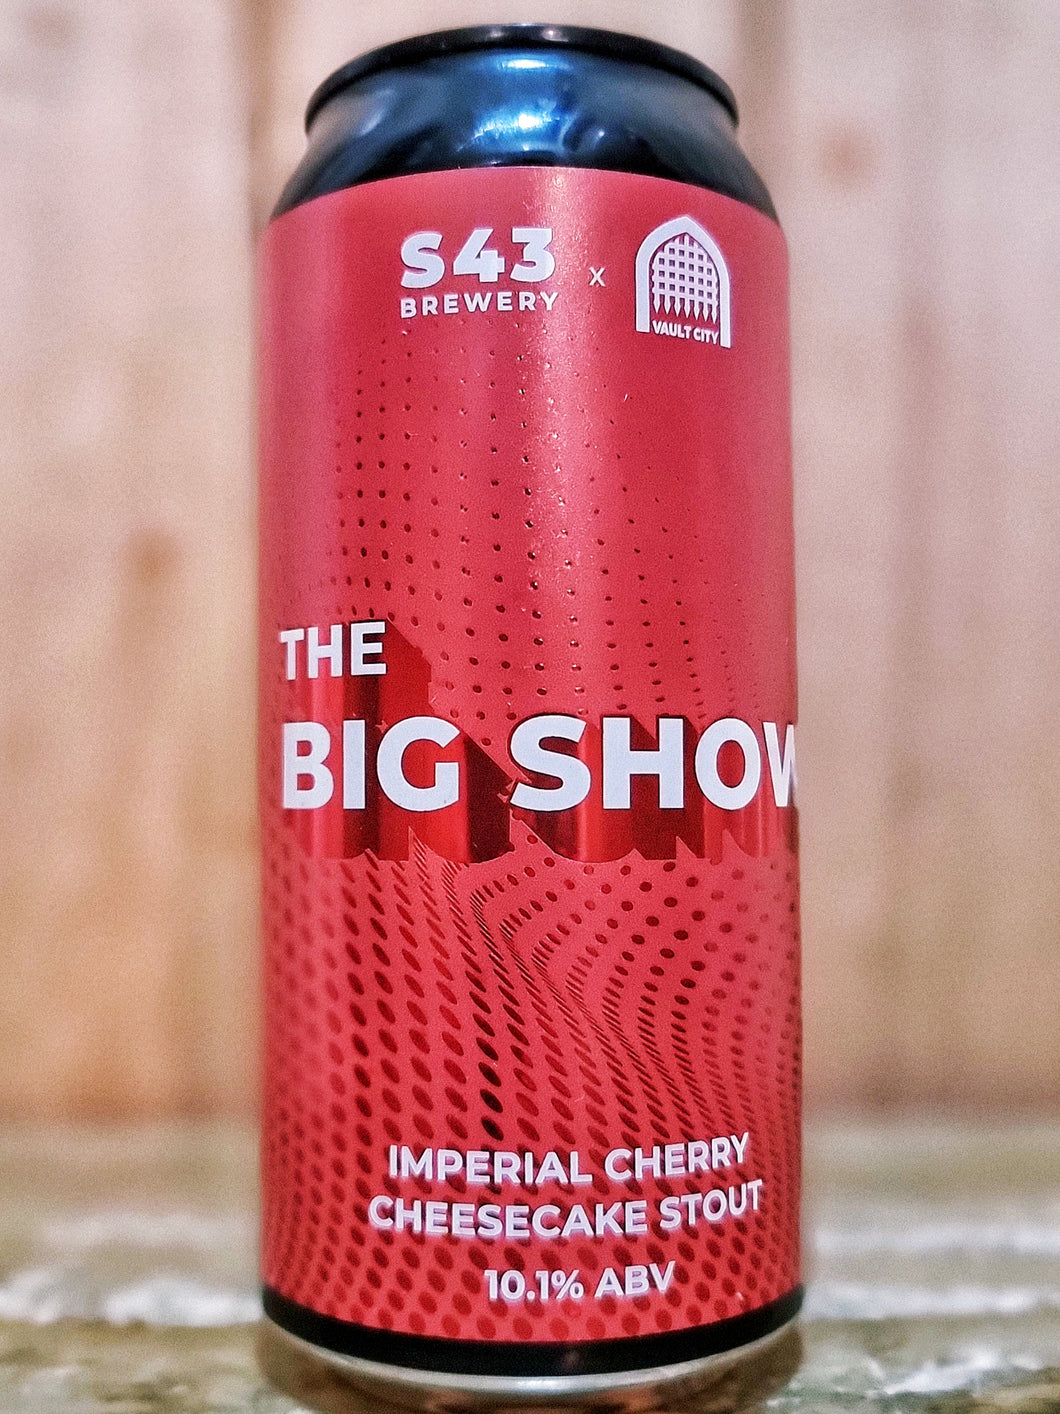 S43
BREWERY
X
VAULT CITY
THE
BIG SHOW
IMPERIAL CHERRY
CHEESECAKE STOUT
10.1% ABV